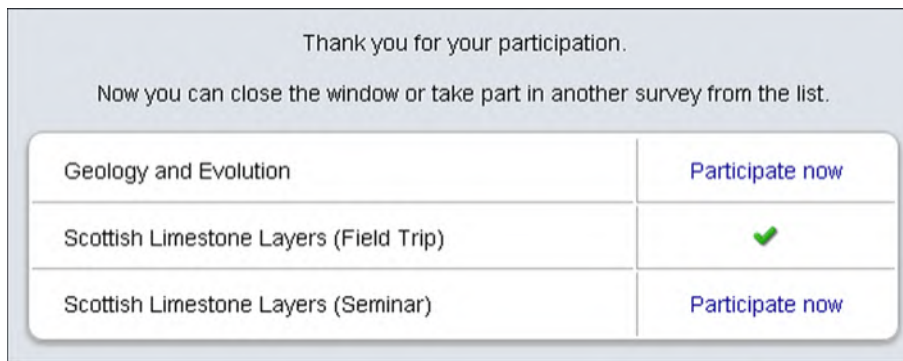 Thank you for your participation.
Now you can close the window or take part in another survey from the list.
Geology and Evolution Participate now
Scottish Limestone Layers (Field Trip)
Scottish Limestone Layers (Seminar) Participate now